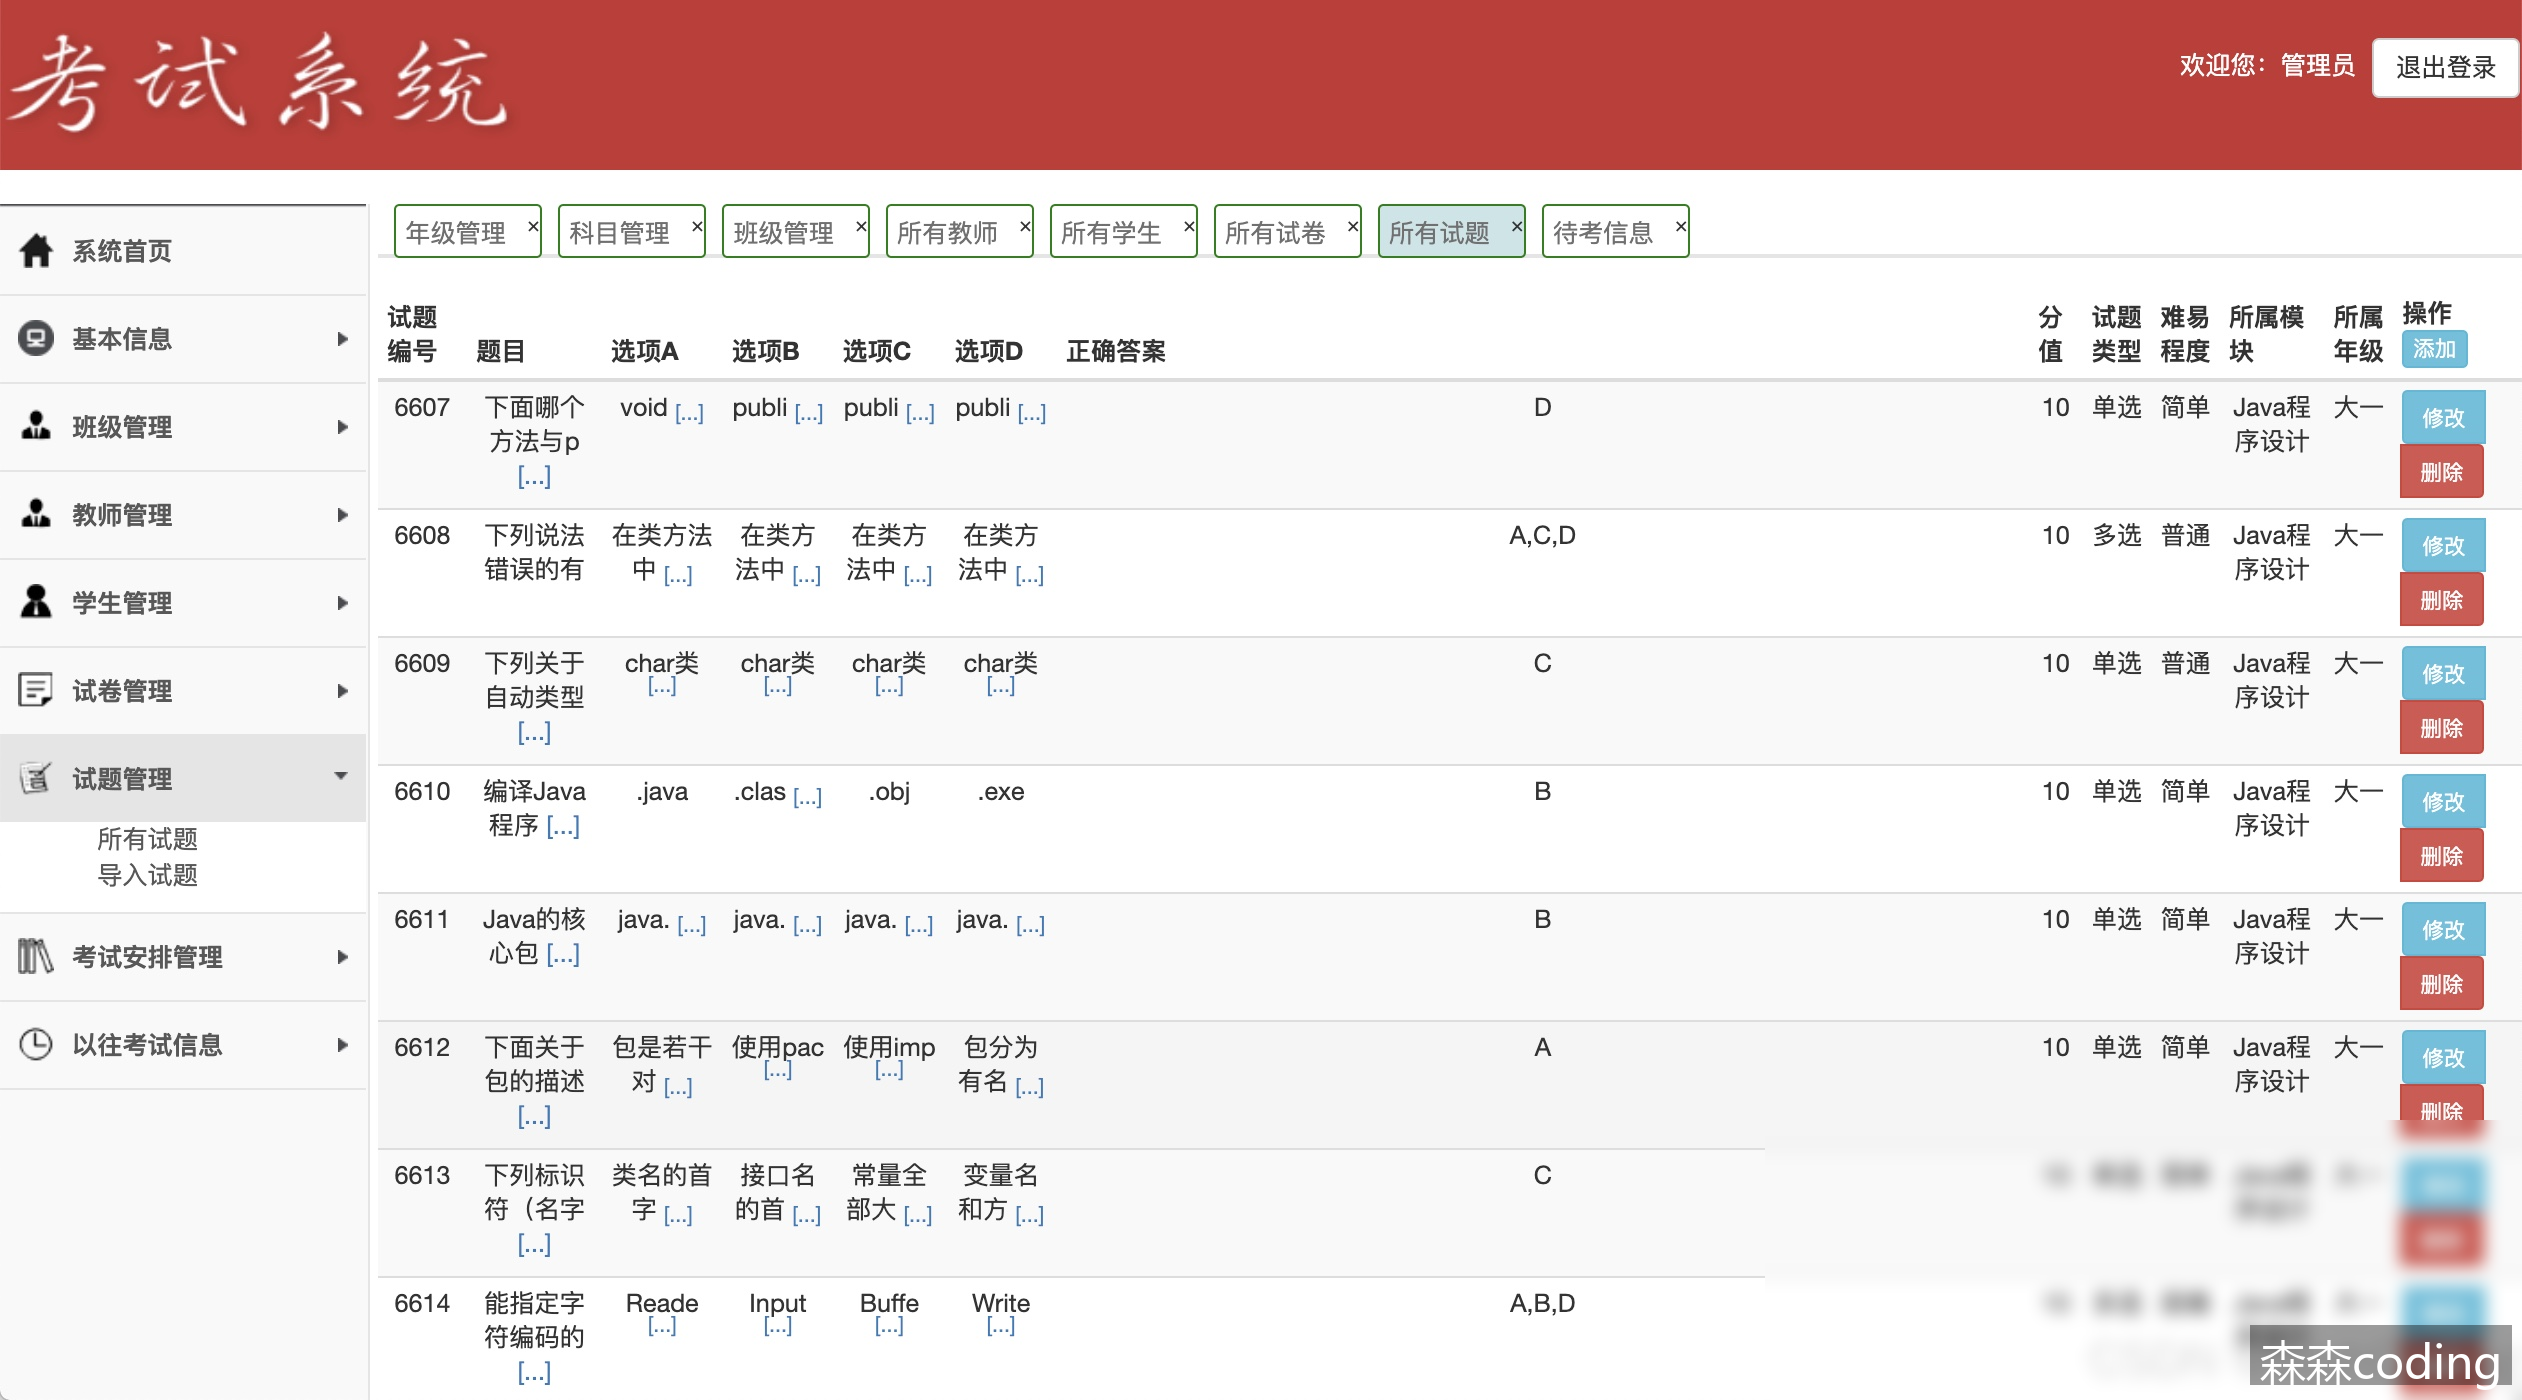 考试系统
欢迎您：管理员 退出登录
年级管理 × 科目管理 × 班级管理 × 所有教师 × 所有学生 × 所有试卷 × 所有试题 × 待考信息 ×
系统首页
基本信息
班级管理
教师管理
学生管理
试卷管理
试题管理
所有试题
导入试题
考试安排管理
以往考试信息
试题 分 试题 难易 所属模 所属 操作
编号 题目 选项A 选项B 选项C 选项D 正确答案 值 类型 程度 块 年级 添加
6607 下面哪个 void [...] publi [...] publi [...] publi [...] D 10 单选 简单 Java程 大一 修改
方法与p 序设计
[...] 删除
6608 下列说法 在类方法 在类方 在类方 在类方 A,C,D 10 多选 普通 Java程 大一 修改
错误的有 中 [...] 法中 [...] 法中 [...] 法中 [...] 序设计
删除
6609 下列关于 char类 char类 char类 char类 C 10 单选 普通 Java程 大一 修改
自动类型 [...] [...] [...] [...] 序设计
[...] 删除
6610 编译Java .java .clas [...] .obj .exe B 10 单选 简单 Java程 大一 修改
程序 [...] 序设计
删除
6611 Java的核 java. [...] java. [...] java. [...] java. [...] B 10 单选 简单 Java程 大一 修改
心包 [...] 序设计
删除
6612 下面关于 包是若干 使用pac 使用imp 包分为 A 10 单选 简单 Java程 大一 修改
包的描述 对 [...] [...] [...] 有名 [...] 序设计
[...] 删除
6613 下列标识 类名的首 接口名 常量全 变量名 C
符（名字 字 [...] 的首 [...] 部大 [...] 和方 [...]
[...]
6614 能指定字 Reade Input Buffe Write A,B,D
符编码的 [...] [...] [...] [...]
[...]
森森coding